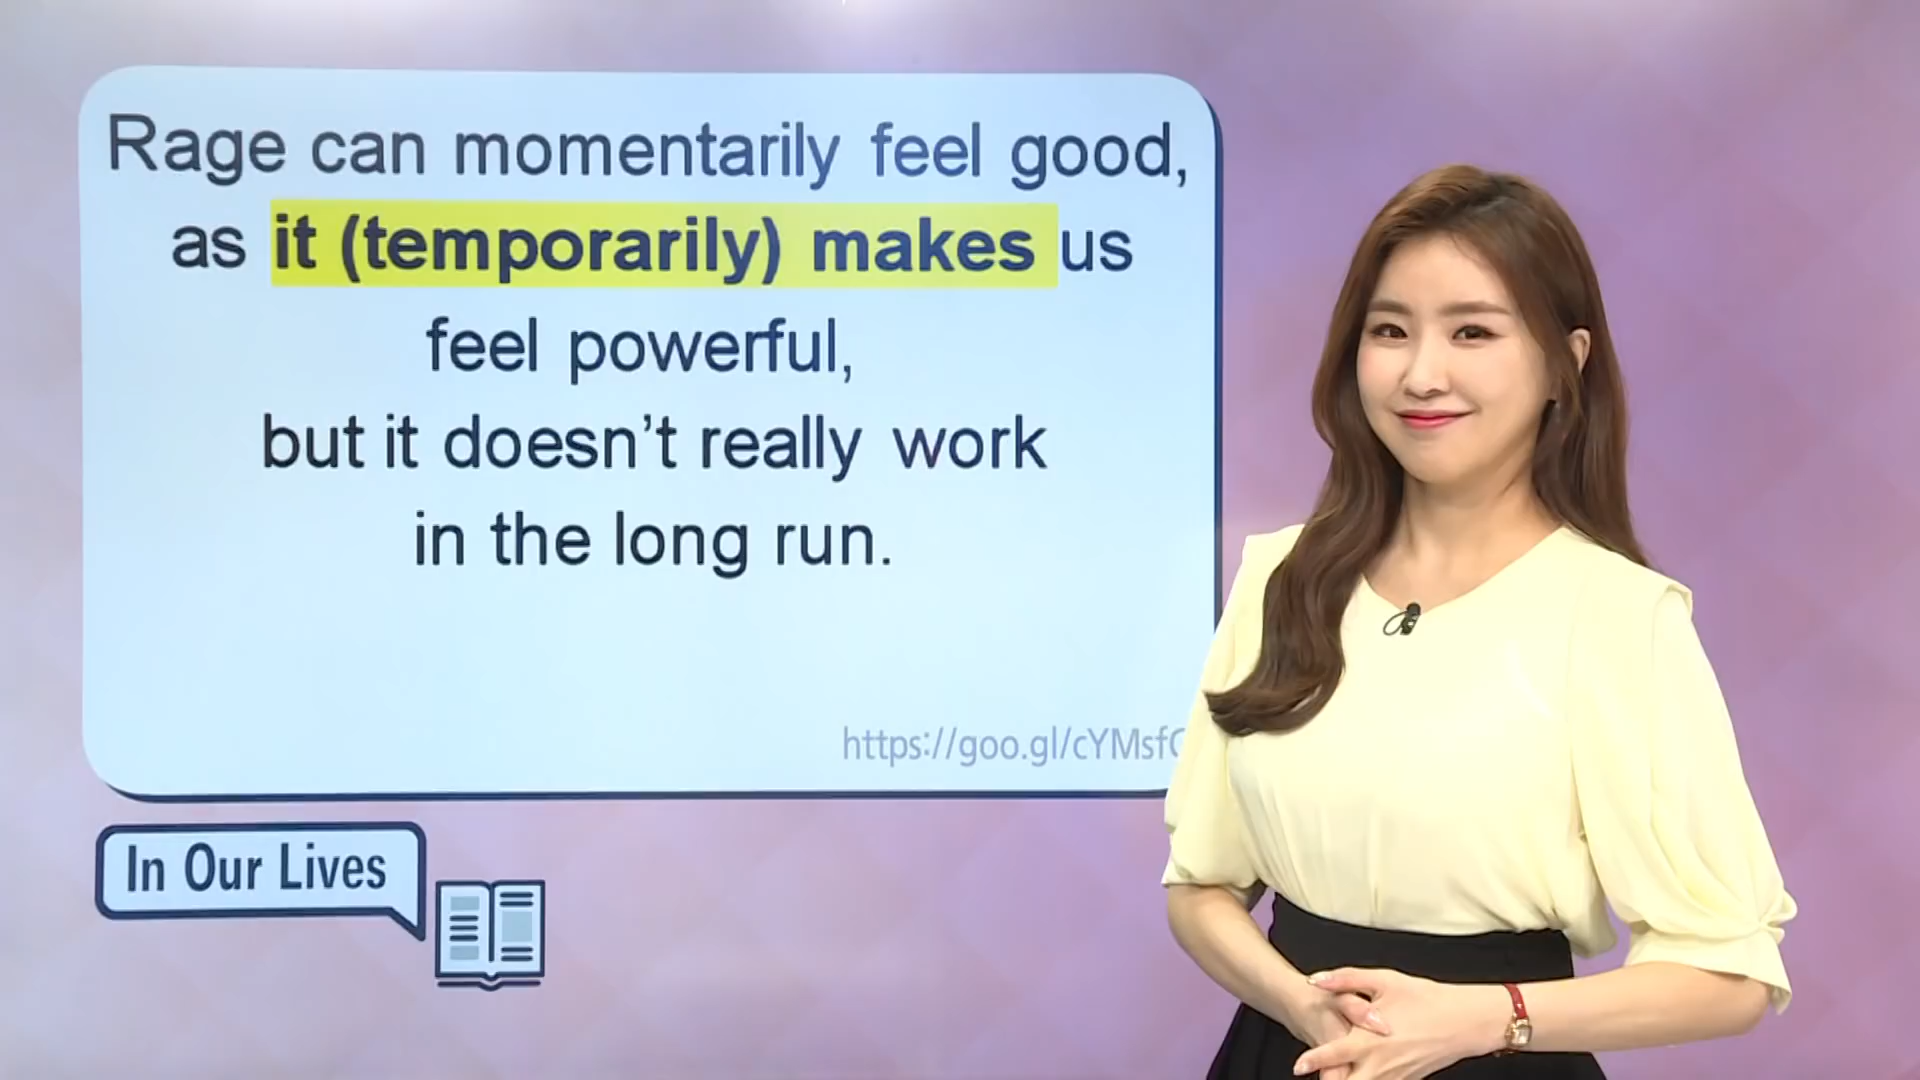 Rage can momentarily feel good,
as it (temporarily) makes us
feel powerful,
but it doesn’t really work
in the long run.
In Our Lives